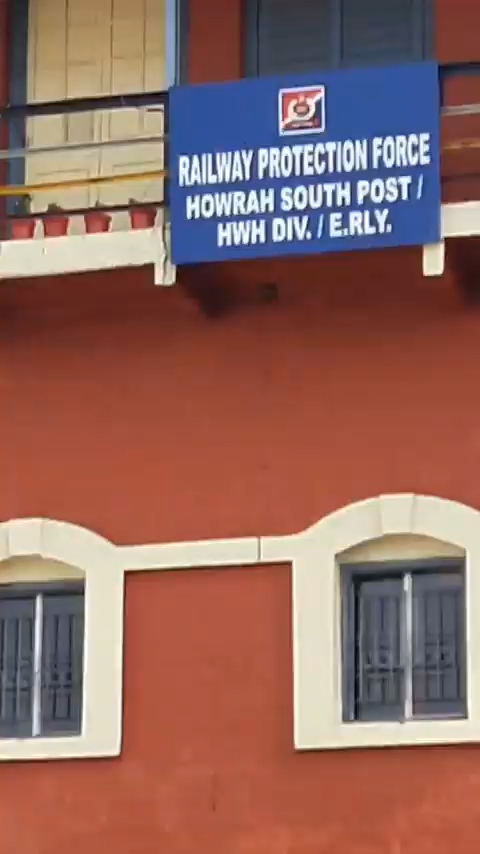 RAILWAY PROTECTION FORCE
HOWRAH SOUTH POST /
HWH DIV. / E.RLY.